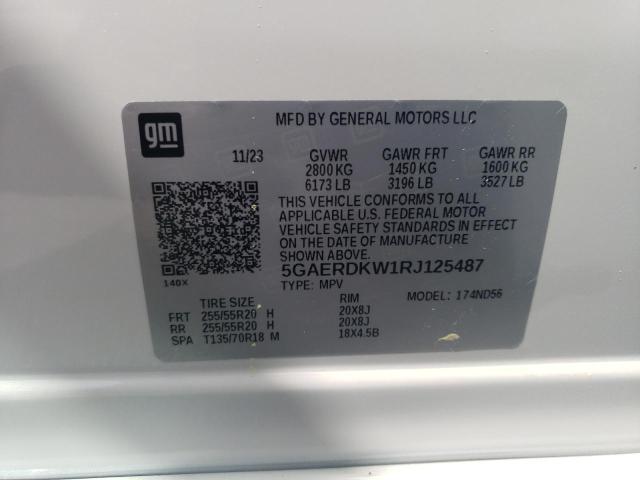 gm
MFD BY GENERAL MOTORS LLC
11/23 GVWR GAWR FRT GAWR RR
2800 KG 1450 KG 1600 KG
6173 LB 3196 LB 3527 LB
THIS VEHICLE CONFORMS TO ALL
APPLICABLE U.S. FEDERAL MOTOR
VEHICLE SAFETY STANDARDS IN EFFECT
ON THE DATE OF MANUFACTURE SHOWN ABOVE.
5GAERDKW1RJ125487
140X
TYPE: MPV MODEL: 174ND56
TIRE SIZE RIM
FRT 255/55R20 H 20X8J
RR 255/55R20 H 20X8J
SPA T135/70R18 M 18X4.5B